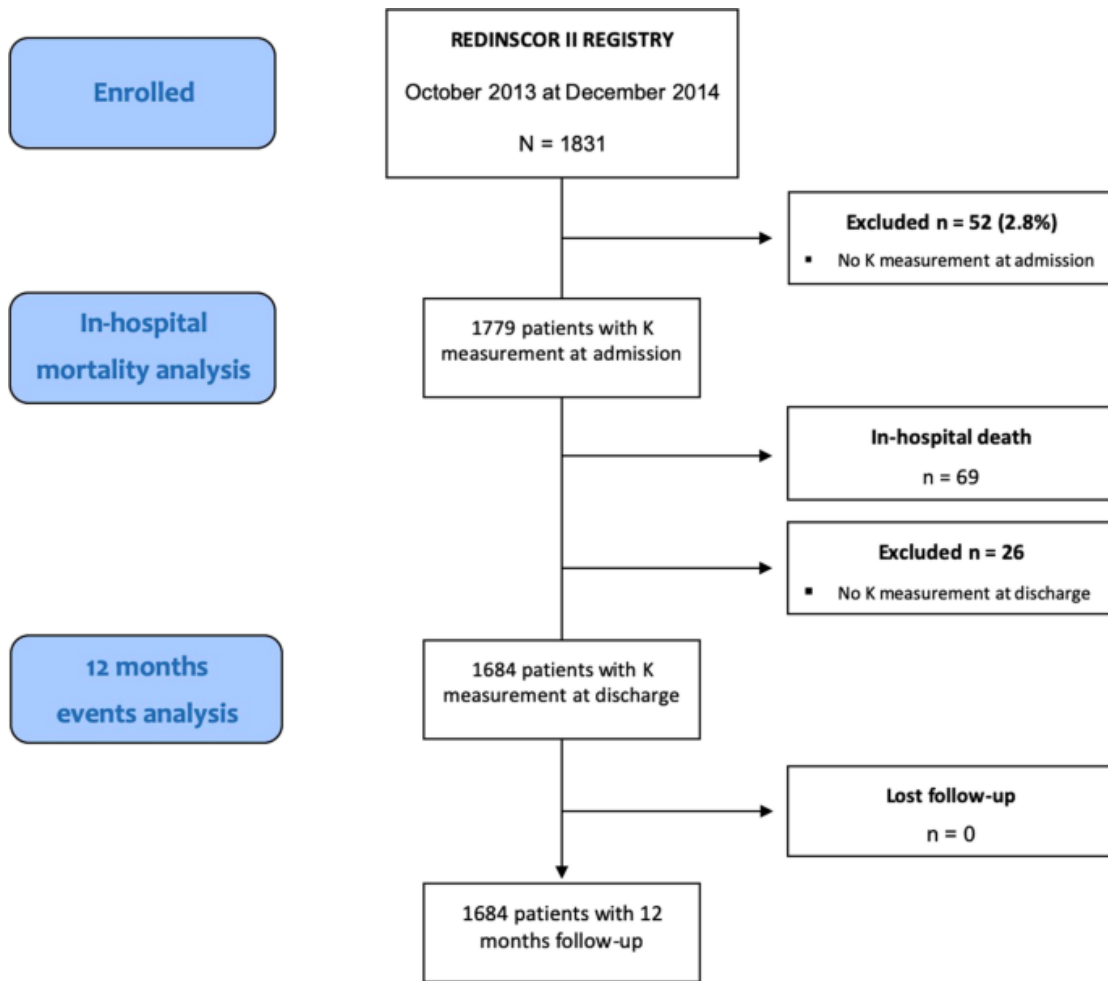 Enrolled
REDINSCOR II REGISTRY
October 2013 at December 2014
N = 1831
Excluded n = 52 (2.8%)
▪ No K measurement at admission
In-hospital
mortality analysis
1779 patients with K
measurement at admission
In-hospital death
n = 69
Excluded n = 26
▪ No K measurement at discharge
12 months
events analysis
1684 patients with K
measurement at discharge
Lost follow-up
n = 0
1684 patients with 12
months follow-up